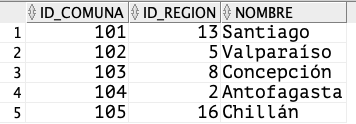 ID_COMUNA ID_REGION NOMBRE
1 101 13 Santiago
2 102 5 Valparaíso
3 103 8 Concepción
4 104 2 Antofagasta
5 105 16 Chillán